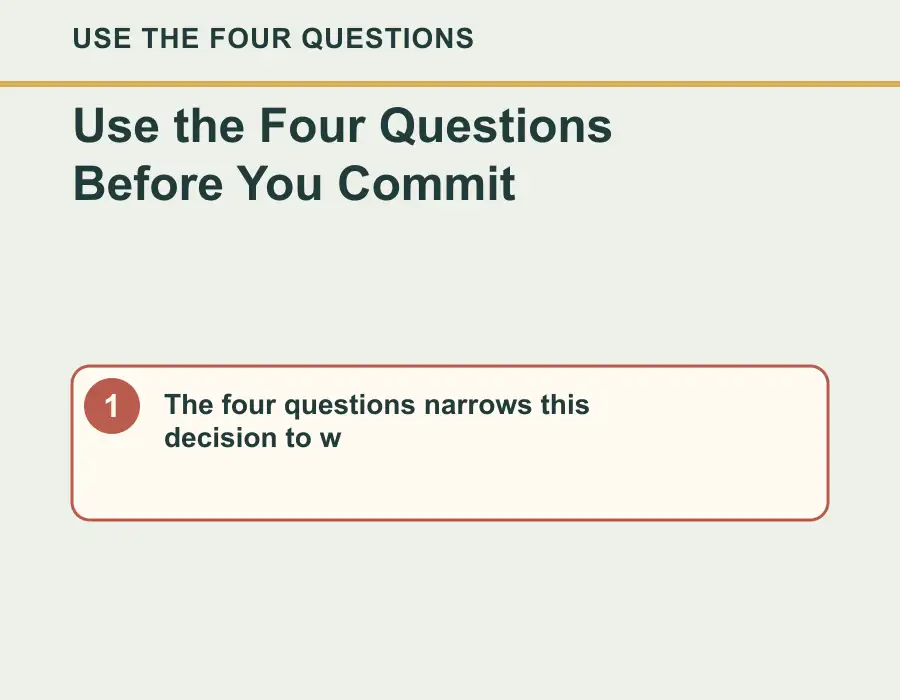 USE THE FOUR QUESTIONS
Use the Four Questions
Before You Commit
1
The four questions narrows this
decision to w